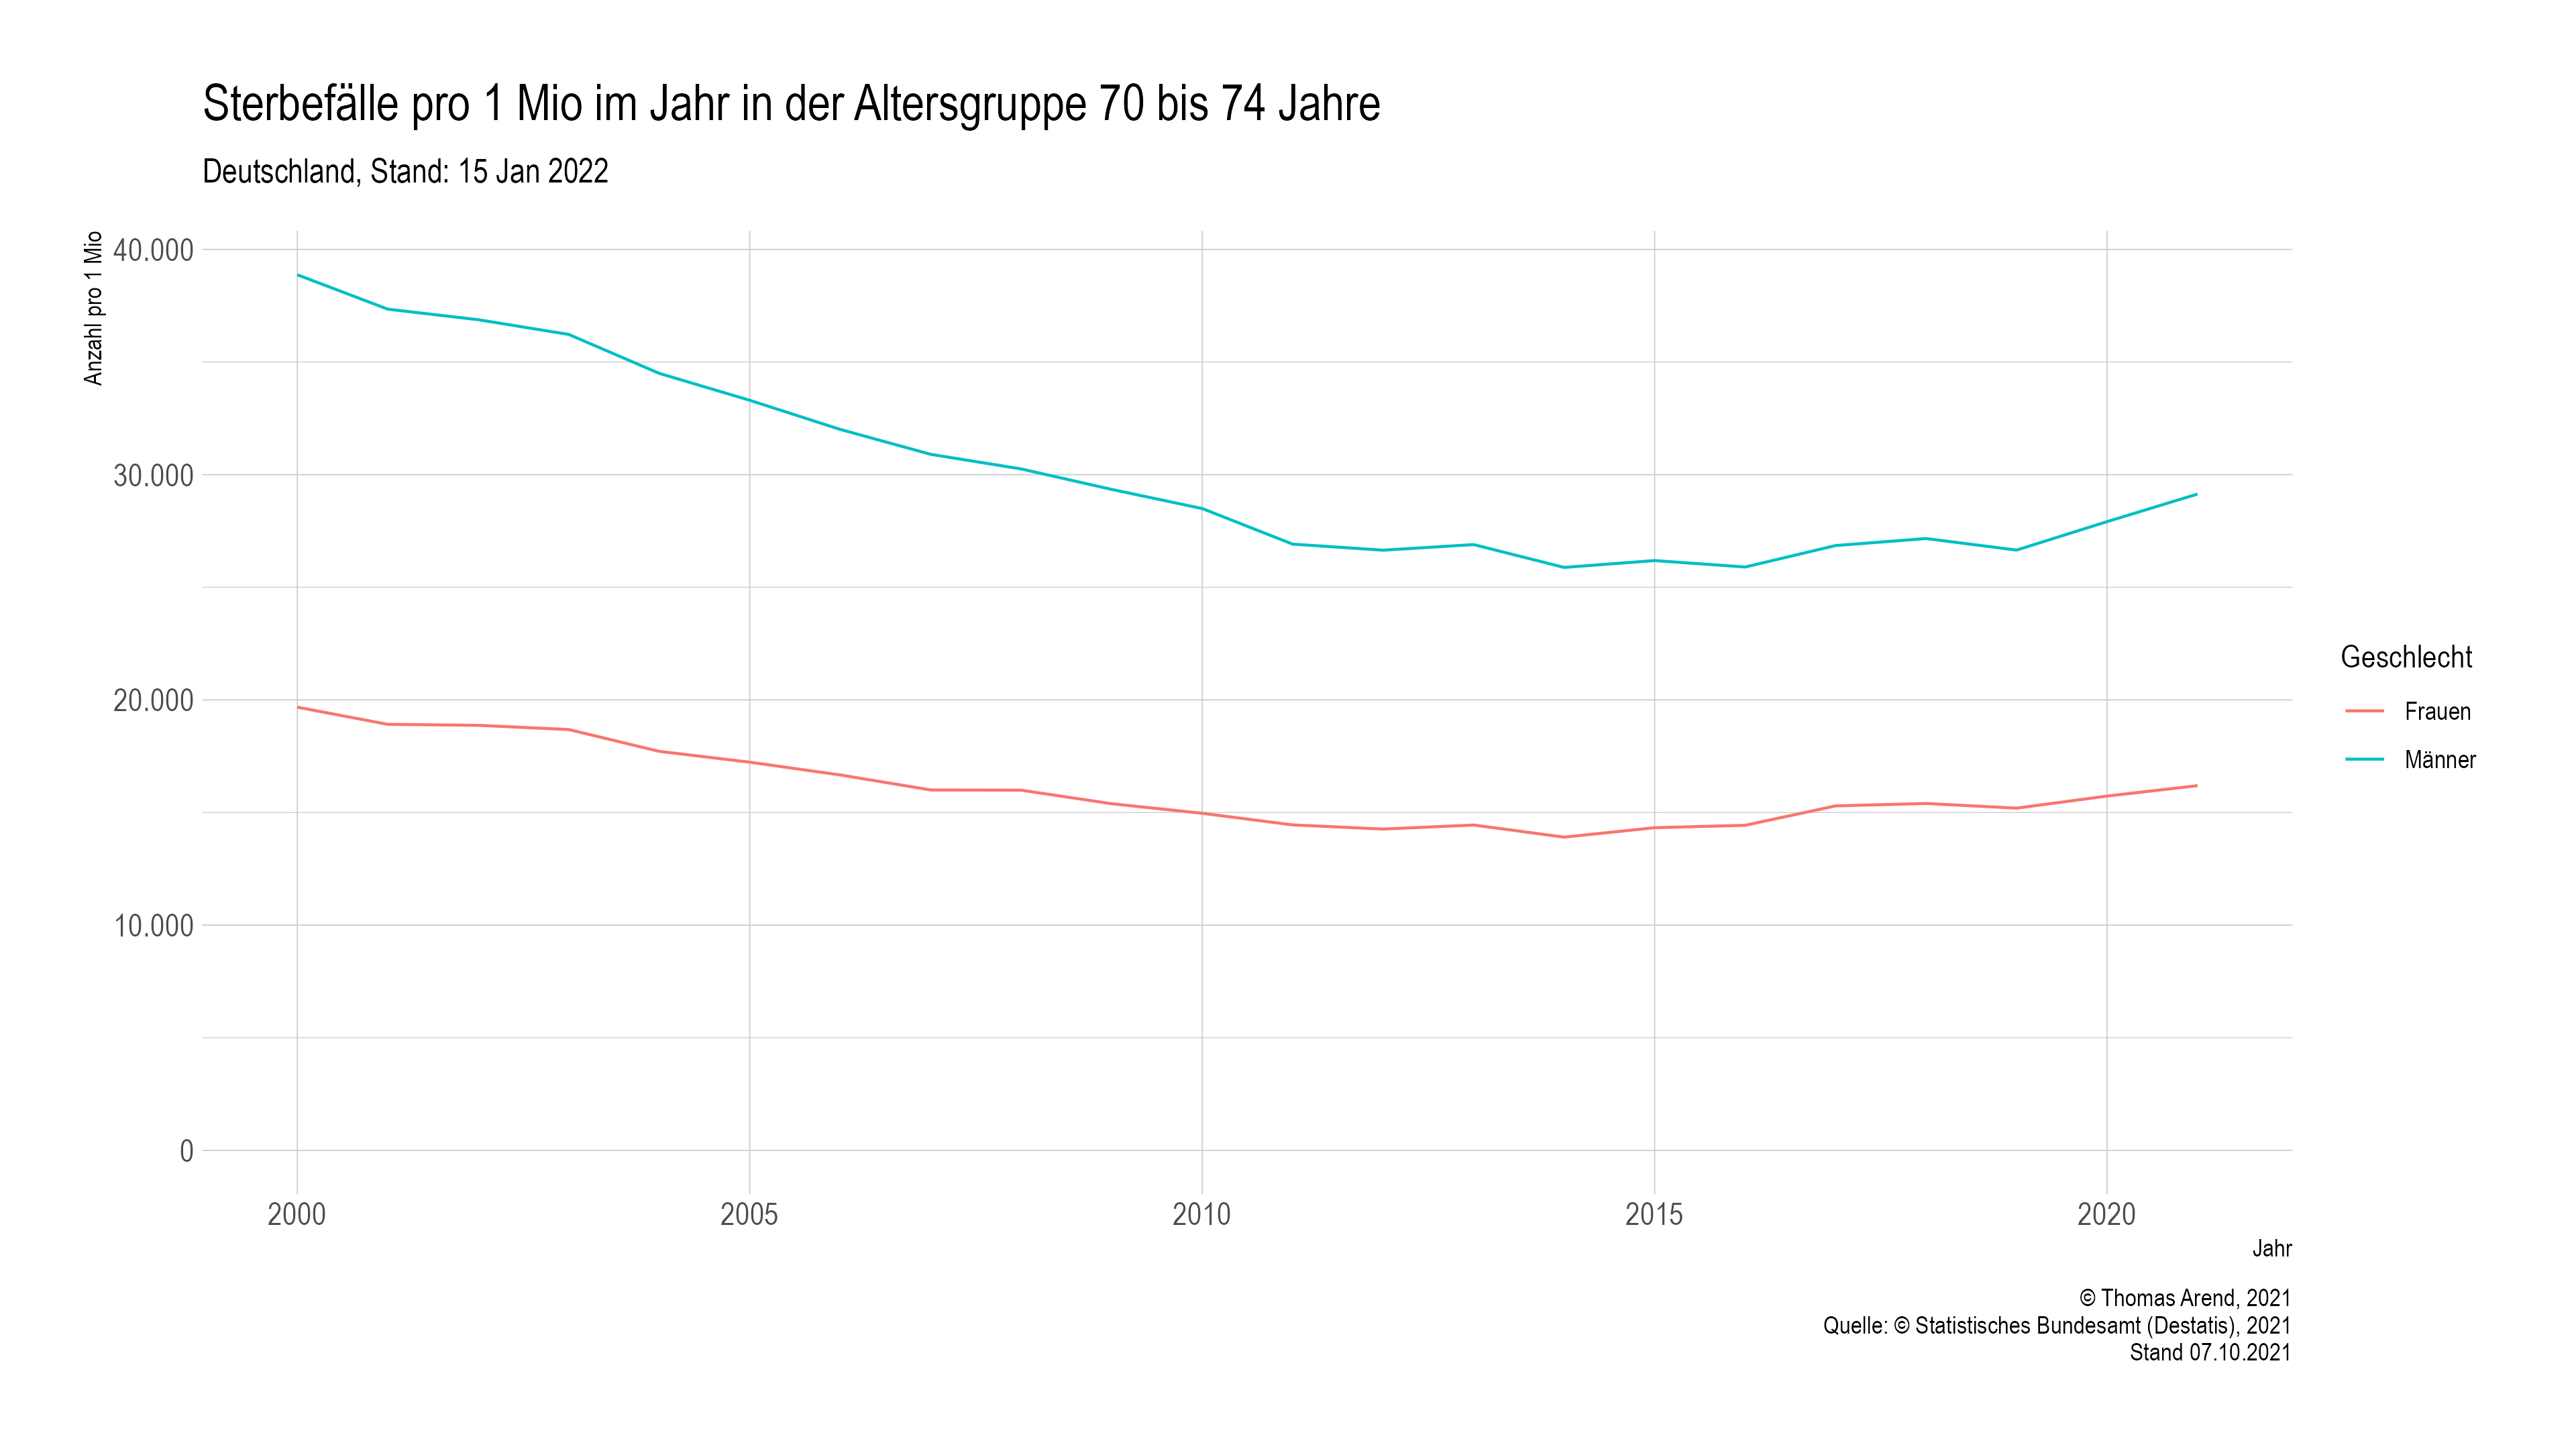 Sterbefälle pro 1 Mio im Jahr in der Altersgruppe 70 bis 74 Jahre
Deutschland, Stand: 15 Jan 2022
Anzahl pro 1 Mio
40.000
30.000
20.000
10.000
0
2000
2005
2010
2015
2020
Jahr
Geschlecht
Frauen
Männer
© Thomas Arend, 2021
Quelle: © Statistisches Bundesamt (Destatis), 2021
Stand 07.10.2021